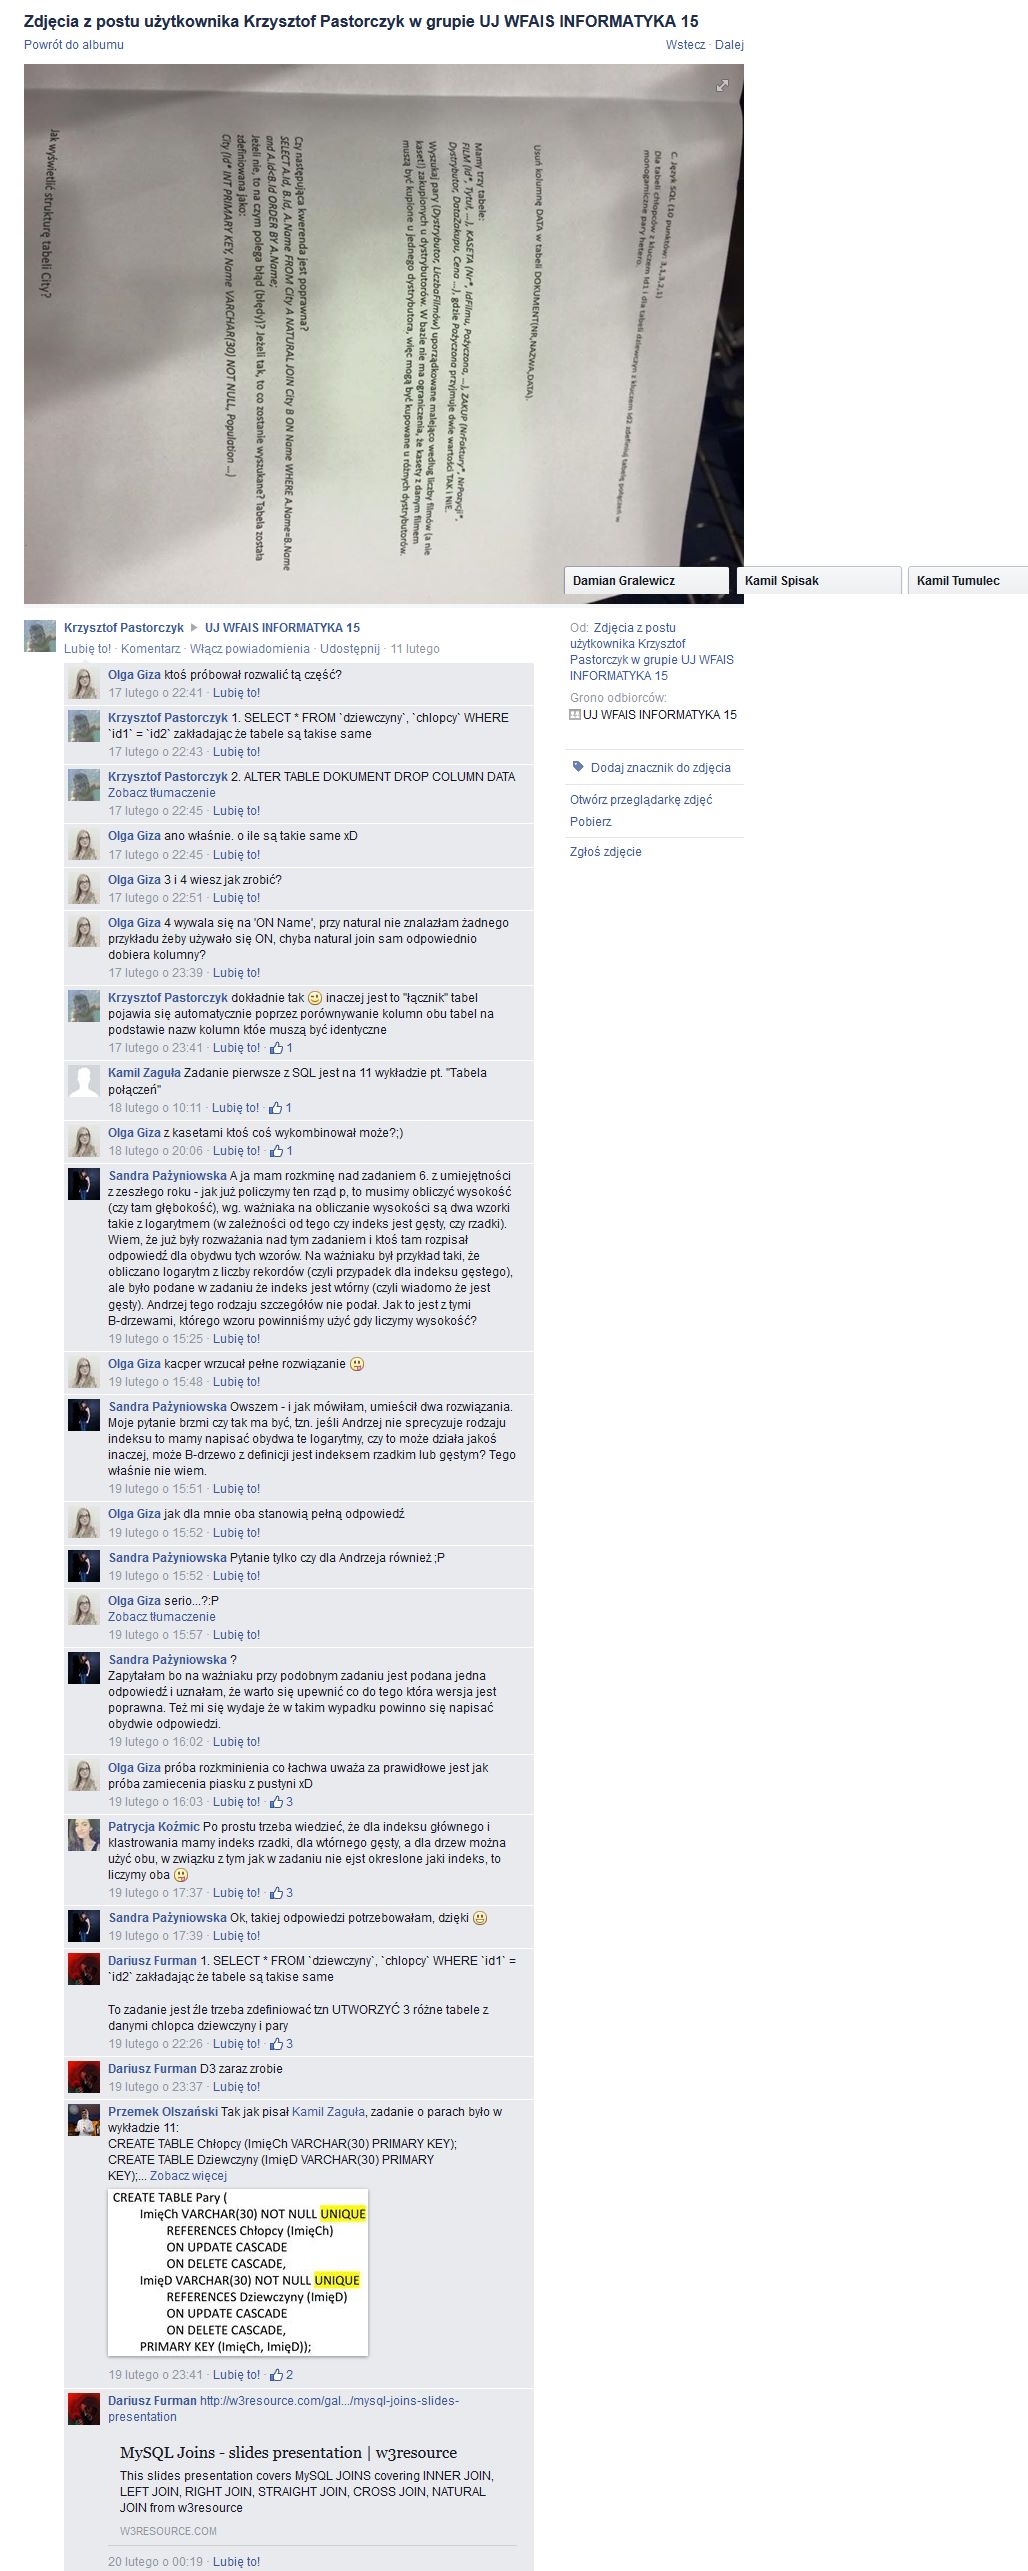 Zdjęcia z postu użytkownika Krzysztof Pastorczyk w grupie UJ WFAIS INFORMATYKA 15
Powrót do albumu
Wstecz · Dalej
C. Język SQL (10 punktów: 3,1,3,2,1)
Dla tabeli chłopców z kluczem Id1 i dla tabeli dziewczyn z kluczem Id2 zdefiniuj tabelę połączeń w
monogamiczne pary hetero.
Usuń kolumnę DATA w tabeli DOKUMENT(NR,NAZWA,DATA).
Mamy trzy tabele:
FILM (Id*, Tytuł, ...), KASETA (Nr*, IdFilmu, Pożyczona, ...), ZAKUP (NrFaktury*, NrPozycji*,
Dystrybutor, DataZakupu, Cena ...), gdzie Pożyczona przyjmuje dwie wartości TAK i NIE.
Wyszukaj pary (Dystrybutor, LiczbaFilmów) uporządkowane malejąco według liczby filmów (a nie
kaset!) zakupionych u dystrybutorów. W bazie nie ma ograniczenia, że kasety z danym filmem
muszą być kupione u jednego dystrybutora, więc mogą być kupowane u różnych dystrybutorów.
Czy następująca kwerenda jest poprawna?
SELECT A.Id, B.Id, A.Name FROM City A NATURAL JOIN City B ON Name WHERE A.Name=B.Name
and A.Id<B.Id ORDER BY A.Name;
Jeżeli nie, to na czym polega błąd (błędy)? Jeżeli tak, to co zostanie wyszukane? Tabela została
zdefiniowana jako:
City (Id* INT PRIMARY KEY, Name VARCHAR(30) NOT NULL, Population ...)
Jak wyświetlić strukturę tabeli City?
Damian Gralewicz
Kamil Spisak
Kamil Tumulec
Krzysztof Pastorczyk ▸ UJ WFAIS INFORMATYKA 15
Lubię to! · Komentarz · Włącz powiadomienia · Udostępnij · 11 lutego
Od: Zdjęcia z postu
użytkownika Krzysztof
Pastorczyk w grupie UJ WFAIS
INFORMATYKA 15
Grono odbiorców:
UJ WFAIS INFORMATYKA 15
Dodaj znacznik do zdjęcia
Otwórz przeglądarkę zdjęć
Pobierz
Zgłoś zdjęcie
Olga Giza ktoś próbował rozwalić tą część?
17 lutego o 22:41 · Lubię to!
Krzysztof Pastorczyk 1. SELECT * FROM `dziewczyny`, `chlopcy` WHERE
`id1` = `id2` zakładając że tabele są takise same
17 lutego o 22:43 · Lubię to!
Krzysztof Pastorczyk 2. ALTER TABLE DOKUMENT DROP COLUMN DATA
Zobacz tłumaczenie
17 lutego o 22:45 · Lubię to!
Olga Giza ano właśnie. o ile są takie same xD
17 lutego o 22:45 · Lubię to!
Olga Giza 3 i 4 wiesz jak zrobić?
17 lutego o 22:51 · Lubię to!
Olga Giza 4 wywala się na 'ON Name', przy natural nie znalazłam żadnego
przykładu żeby używało się ON, chyba natural join sam odpowiednio
dobiera kolumny?
17 lutego o 23:39 · Lubię to!
Krzysztof Pastorczyk dokładnie tak inaczej jest to "łącznik" tabel
pojawia się automatycznie poprzez porównywanie kolumn obu tabel na
podstawie nazw kolumn któe muszą być identyczne
17 lutego o 23:41 · Lubię to! · 1
Kamil Zaguła Zadanie pierwsze z SQL jest na 11 wykładzie pt. "Tabela
połączeń"
18 lutego o 10:11 · Lubię to! · 1
Olga Giza z kasetami ktoś coś wykombinował może?;)
18 lutego o 20:06 · Lubię to! · 1
Sandra Pażyniowska A ja mam rozkminę nad zadaniem 6. z umiejętności
z zeszłego roku - jak już policzymy ten rząd p, to musimy obliczyć wysokość
(czy tam głębokość), wg. ważniaka na obliczanie wysokości są dwa wzorki
takie z logarytmem (w zależności od tego czy indeks jest gęsty, czy rzadki).
Wiem, że już były rozważania nad tym zadaniem i ktoś tam rozpisał
odpowiedź dla obydwu tych wzorów. Na ważniaku był przykład taki, że
obliczano logarytm z liczby rekordów (czyli przypadek dla indeksu gęstego),
ale było podane w zadaniu że indeks jest wtórny (czyli wiadomo że jest
gęsty). Andrzej tego rodzaju szczegółów nie podał. Jak to jest z tymi
B-drzewami, którego wzoru powinniśmy użyć gdy liczymy wysokość?
19 lutego o 15:25 · Lubię to!
Olga Giza kacper wrzucał pełne rozwiązanie
19 lutego o 15:48 · Lubię to!
Sandra Pażyniowska Owszem - i jak mówiłam, umieścił dwa rozwiązania.
Moje pytanie brzmi czy tak ma być, tzn. jeśli Andrzej nie sprecyzuje rodzaju
indeksu to mamy napisać obydwa te logarytmy, czy to może działa jakoś
inaczej, może B-drzewo z definicji jest indeksem rzadkim lub gęstym? Tego
właśnie nie wiem.
19 lutego o 15:51 · Lubię to!
Olga Giza jak dla mnie oba stanowią pełną odpowiedź
19 lutego o 15:52 · Lubię to!
Sandra Pażyniowska Pytanie tylko czy dla Andrzeja również ;P
19 lutego o 15:52 · Lubię to!
Olga Giza serio...?:P
Zobacz tłumaczenie
19 lutego o 15:57 · Lubię to!
Sandra Pażyniowska ?
Zapytałam bo na ważniaku przy podobnym zadaniu jest podana jedna
odpowiedź i uznałam, że warto się upewnić co do tego która wersja jest
poprawna. Też mi się wydaje że w takim wypadku powinno się napisać
obydwie odpowiedzi.
19 lutego o 16:02 · Lubię to!
Olga Giza próba rozkminienia co łachwa uważa za prawidłowe jest jak
próba zamiecenia piasku z pustyni xD
19 lutego o 16:03 · Lubię to! · 3
Patrycja Koźmic Po prostu trzeba wiedzieć, że dla indeksu głównego i
klastrowania mamy indeks rzadki, dla wtórnego gęsty, a dla drzew można
użyć obu, w związku z tym jak w zadaniu nie ejst okreslone jaki indeks, to
liczymy oba
19 lutego o 17:37 · Lubię to! · 3
Sandra Pażyniowska Ok, takiej odpowiedzi potrzebowałam, dzięki
19 lutego o 17:39 · Lubię to!
Dariusz Furman 1. SELECT * FROM `dziewczyny`, `chlopcy` WHERE `id1` =
`id2` zakładając że tabele są takise same
To zadanie jest źle trzeba zdefiniować tzn UTWORZYĆ 3 różne tabele z
danymi chlopca dziewczyny i pary
19 lutego o 22:26 · Lubię to! · 3
Dariusz Furman D3 zaraz zrobie
19 lutego o 23:37 · Lubię to!
Przemek Olszański Tak jak pisał Kamil Zaguła, zadanie o parach było w
wykładzie 11:
CREATE TABLE Chłopcy (ImięCh VARCHAR(30) PRIMARY KEY);
CREATE TABLE Dziewczyny (ImięD VARCHAR(30) PRIMARY
KEY);... Zobacz więcej
CREATE TABLE Pary (
ImięCh VARCHAR(30) NOT NULL UNIQUE
REFERENCES Chłopcy (ImięCh)
ON UPDATE CASCADE
ON DELETE CASCADE,
ImięD VARCHAR(30) NOT NULL UNIQUE
REFERENCES Dziewczyny (ImięD)
ON UPDATE CASCADE
ON DELETE CASCADE,
PRIMARY KEY (ImięCh, ImięD));
19 lutego o 23:41 · Lubię to! · 2
Dariusz Furman http://w3resource.com/gal.../mysql-joins-slides-
presentation
MySQL Joins - slides presentation | w3resource
This slides presentation covers MySQL JOINS covering INNER JOIN,
LEFT JOIN, RIGHT JOIN, STRAIGHT JOIN, CROSS JOIN, NATURAL
JOIN from w3resource
W3RESOURCE.COM
20 lutego o 00:19 · Lubię to!